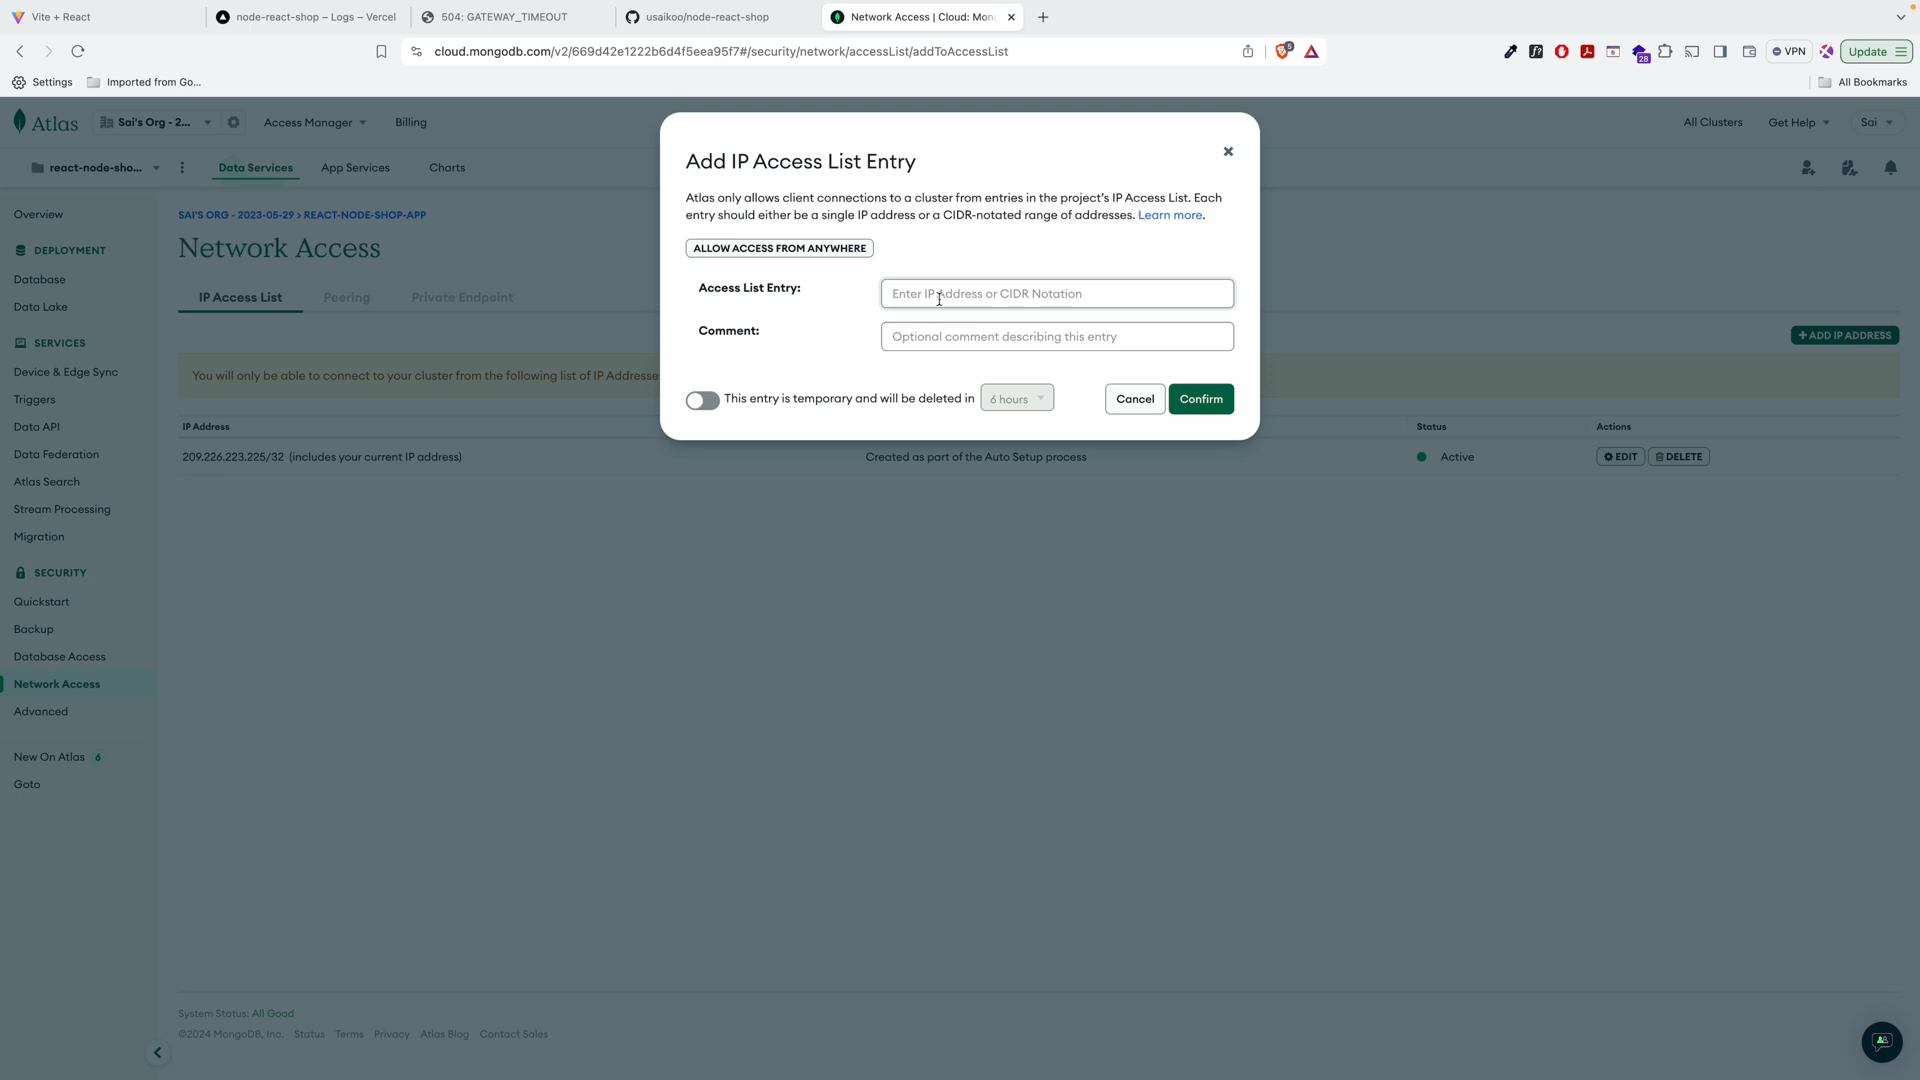 Vite + React
node-react-shop – Logs – Vercel
504: GATEWAY_TIMEOUT
usaikoo/node-react-shop
Network Access | Cloud: Mon
cloud.mongodb.com/v2/669d42e1222b6d4f5eea95f7#/security/network/accessList/addToAccessList
5
28
VPN
Update
Settings
Imported from Go...
All Bookmarks
Atlas
Sai's Org - 2...
Access Manager
Billing
All Clusters
Get Help
Sai
react-node-sho...
Data Services
App Services
Charts
Overview
DEPLOYMENT
Database
Data Lake
SERVICES
Device & Edge Sync
Triggers
Data API
Data Federation
Atlas Search
Stream Processing
Migration
SECURITY
Quickstart
Backup
Database Access
Network Access
Advanced
New On Atlas 6
Goto
SAI'S ORG - 2023-05-29 > REACT-NODE-SHOP-APP
Network Access
IP Access List
Peering
Private Endpoint
+ ADD IP ADDRESS
You will only be able to connect to your cluster from the following list of IP Addresse
IP Address
Status
Actions
209.226.223.225/32 (includes your current IP address)
Created as part of the Auto Setup process
Active
EDIT
DELETE
Add IP Access List Entry
Atlas only allows client connections to a cluster from entries in the project's IP Access List. Each
entry should either be a single IP address or a CIDR-notated range of addresses. Learn more.
ALLOW ACCESS FROM ANYWHERE
Access List Entry:
Enter IP Address or CIDR Notation
Comment:
Optional comment describing this entry
This entry is temporary and will be deleted in
6 hours
Cancel
Confirm
System Status: All Good
©2024 MongoDB, Inc. Status Terms Privacy Atlas Blog Contact Sales